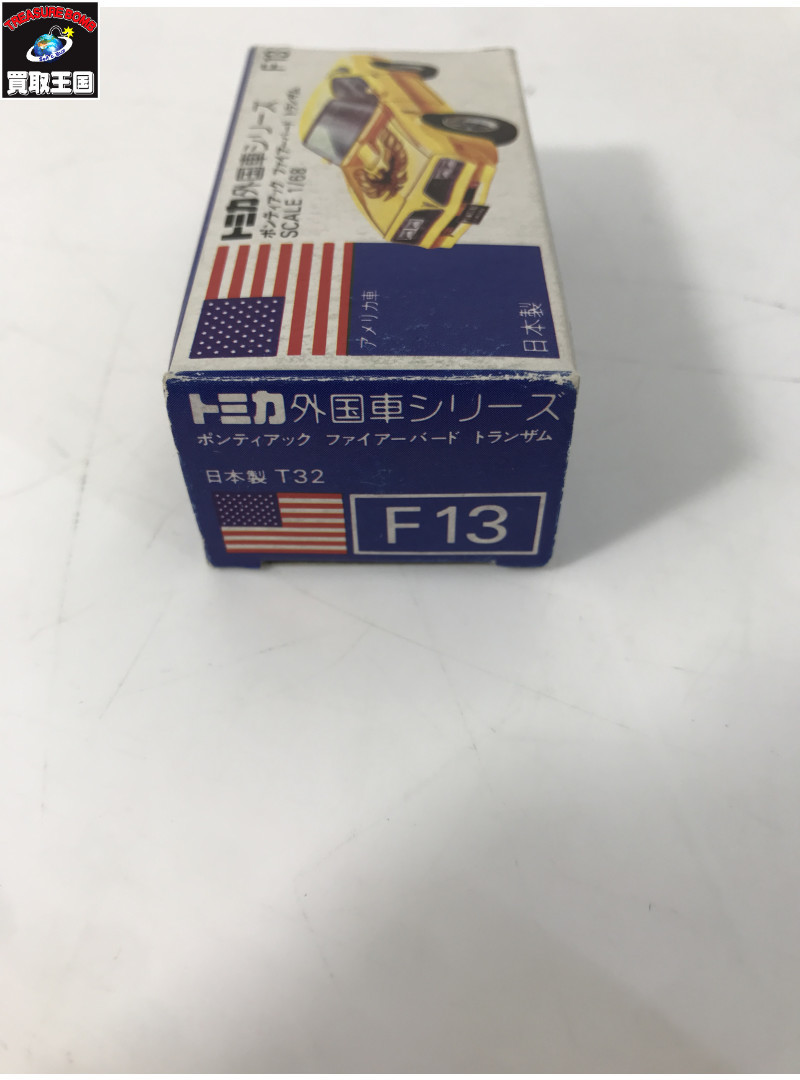 TREASURE BOMB
Let's Buy
買取王国
F13
トミカ外国車シリーズ
ポンティアック ファイアーバード トランザム
SCALE 1/68
アメリカ車
日本製
トミカ外国車シリーズ
ポンティアック ファイアーバード トランザム
日本製 T32
F13